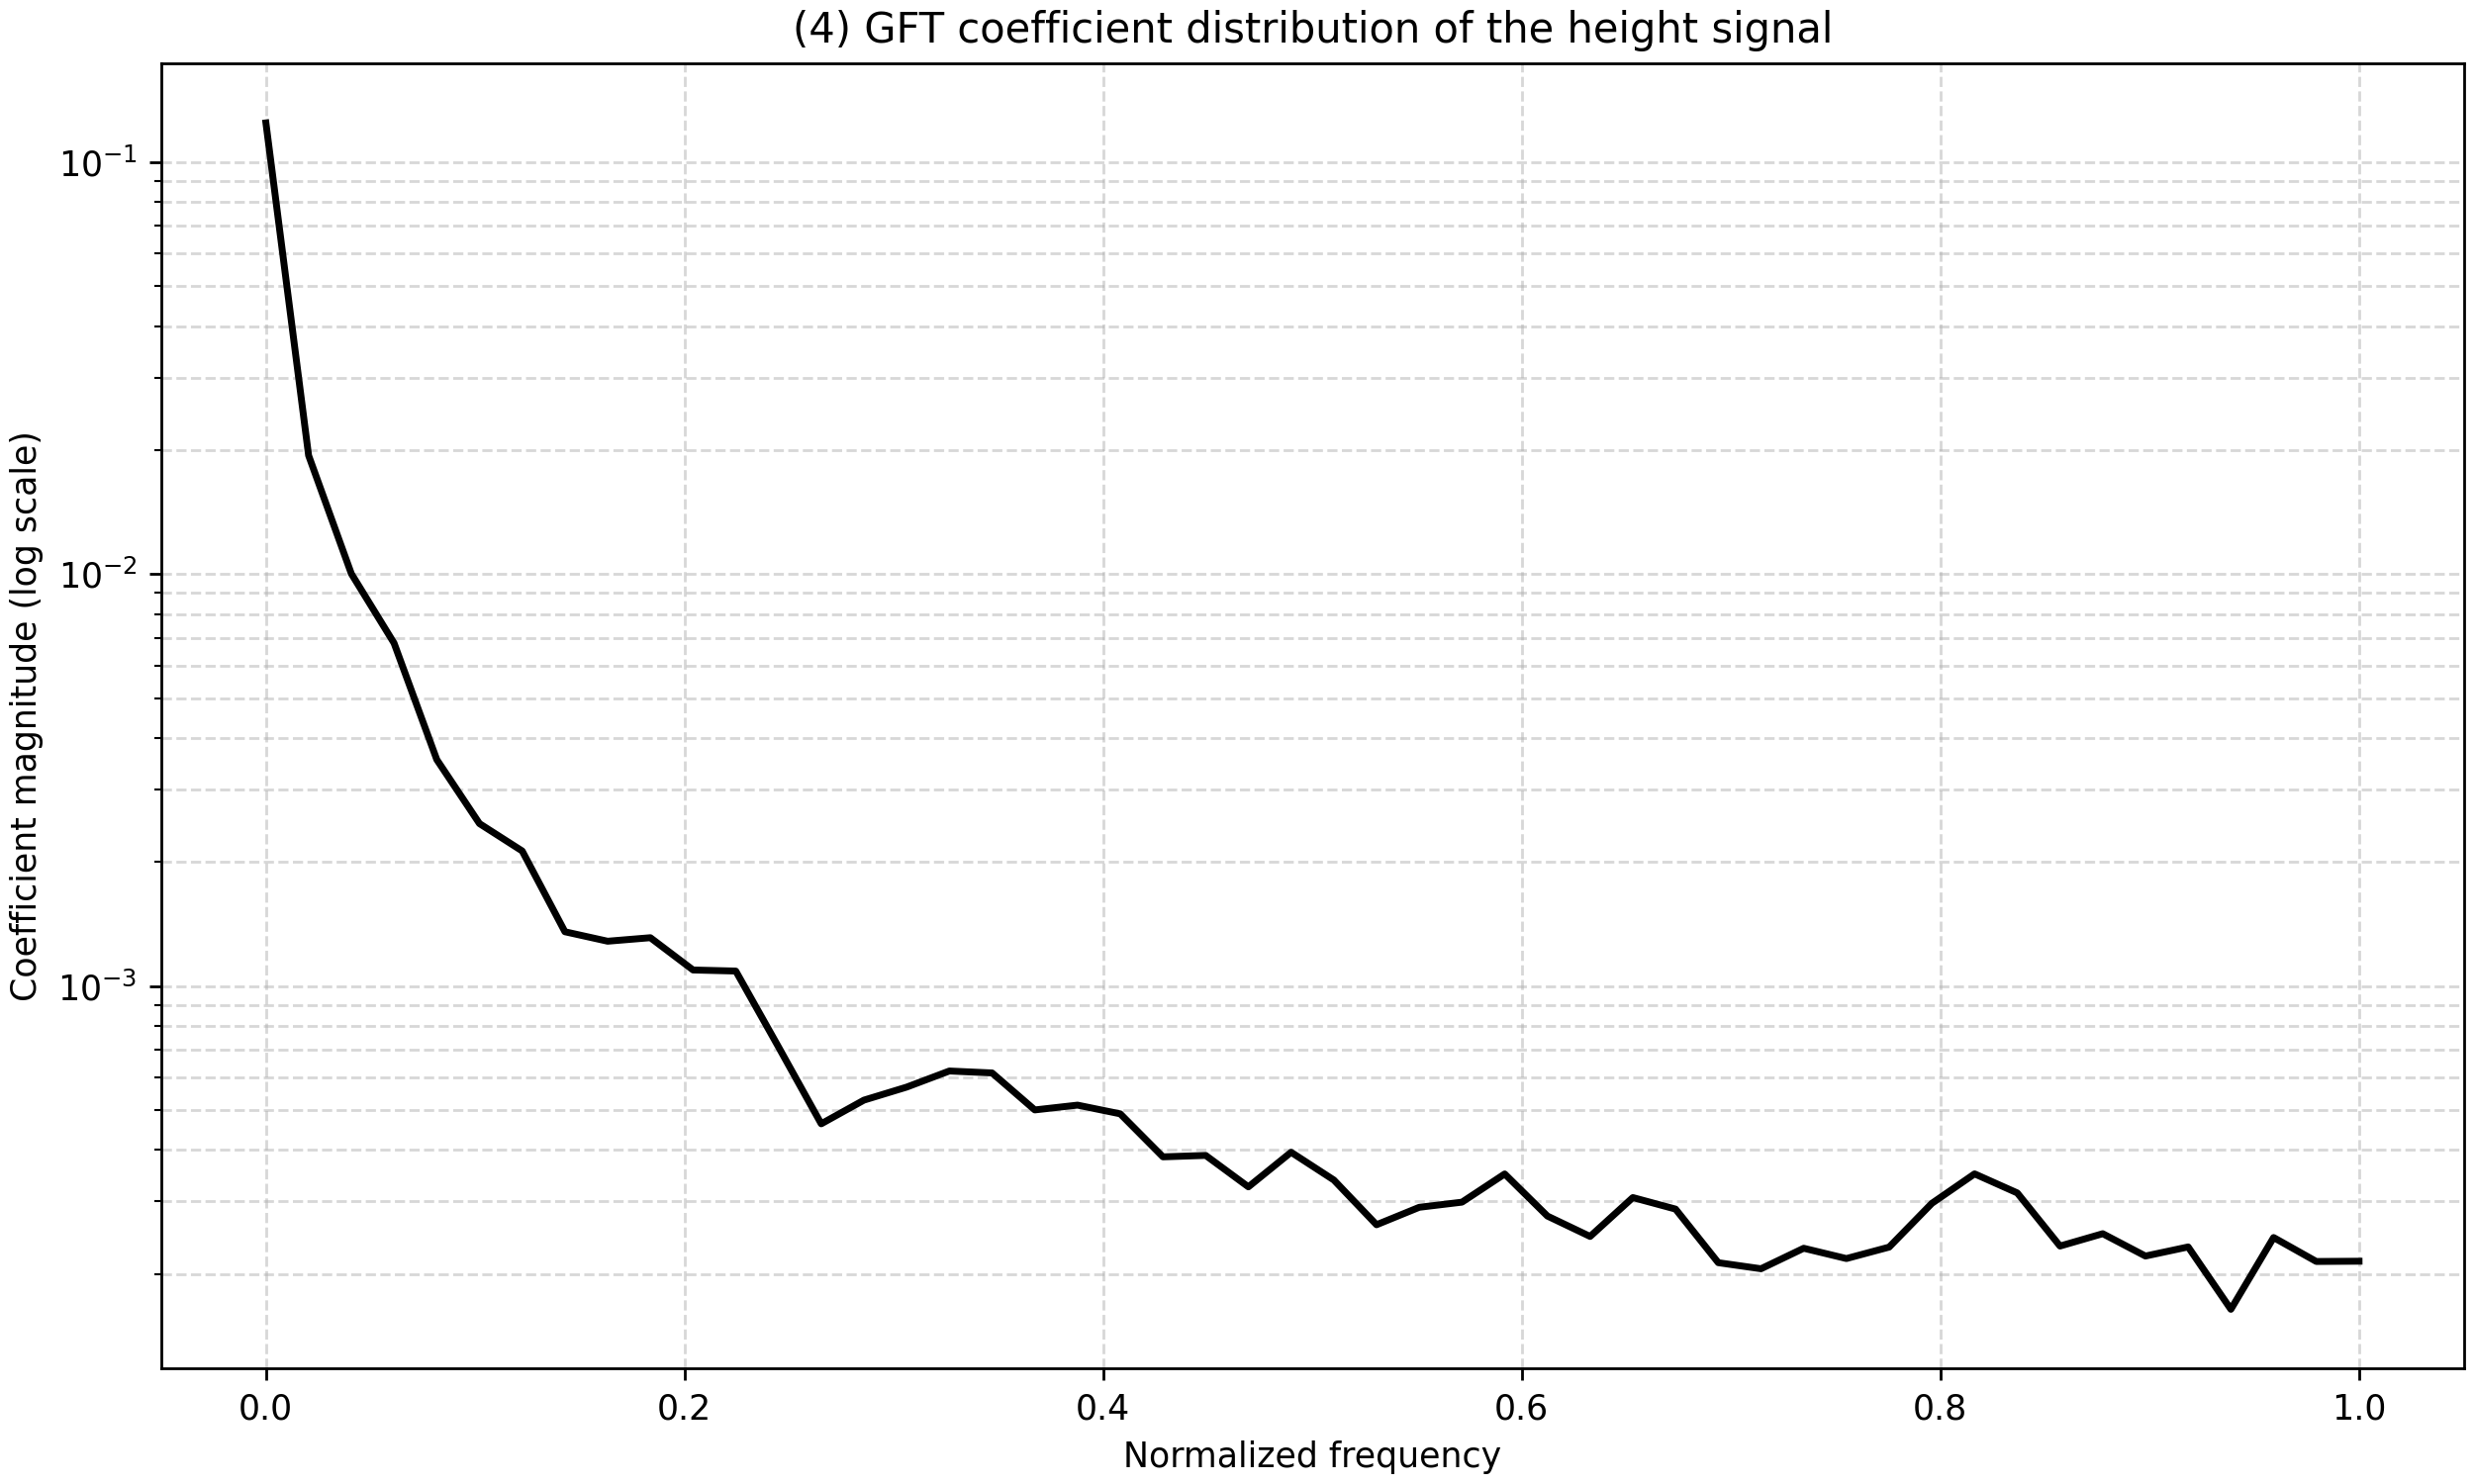 (4) GFT coefficient distribution of the height signal
Coefficient magnitude (log scale)
10⁻¹
10⁻²
10⁻³
0.0 0.2 0.4 0.6 0.8 1.0
Normalized frequency